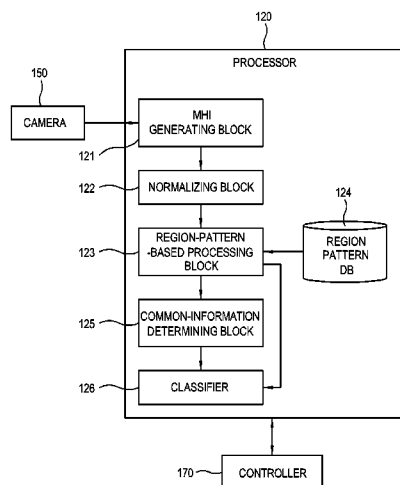 120
PROCESSOR
150
CAMERA
MHI
GENERATING BLOCK
121
122
NORMALIZING BLOCK
124
123
REGION-PATTERN
-BASED PROCESSING
BLOCK
REGION
PATTERN
DB
125
COMMON-INFORMATION
DETERMINING BLOCK
126
CLASSIFIER
170
CONTROLLER